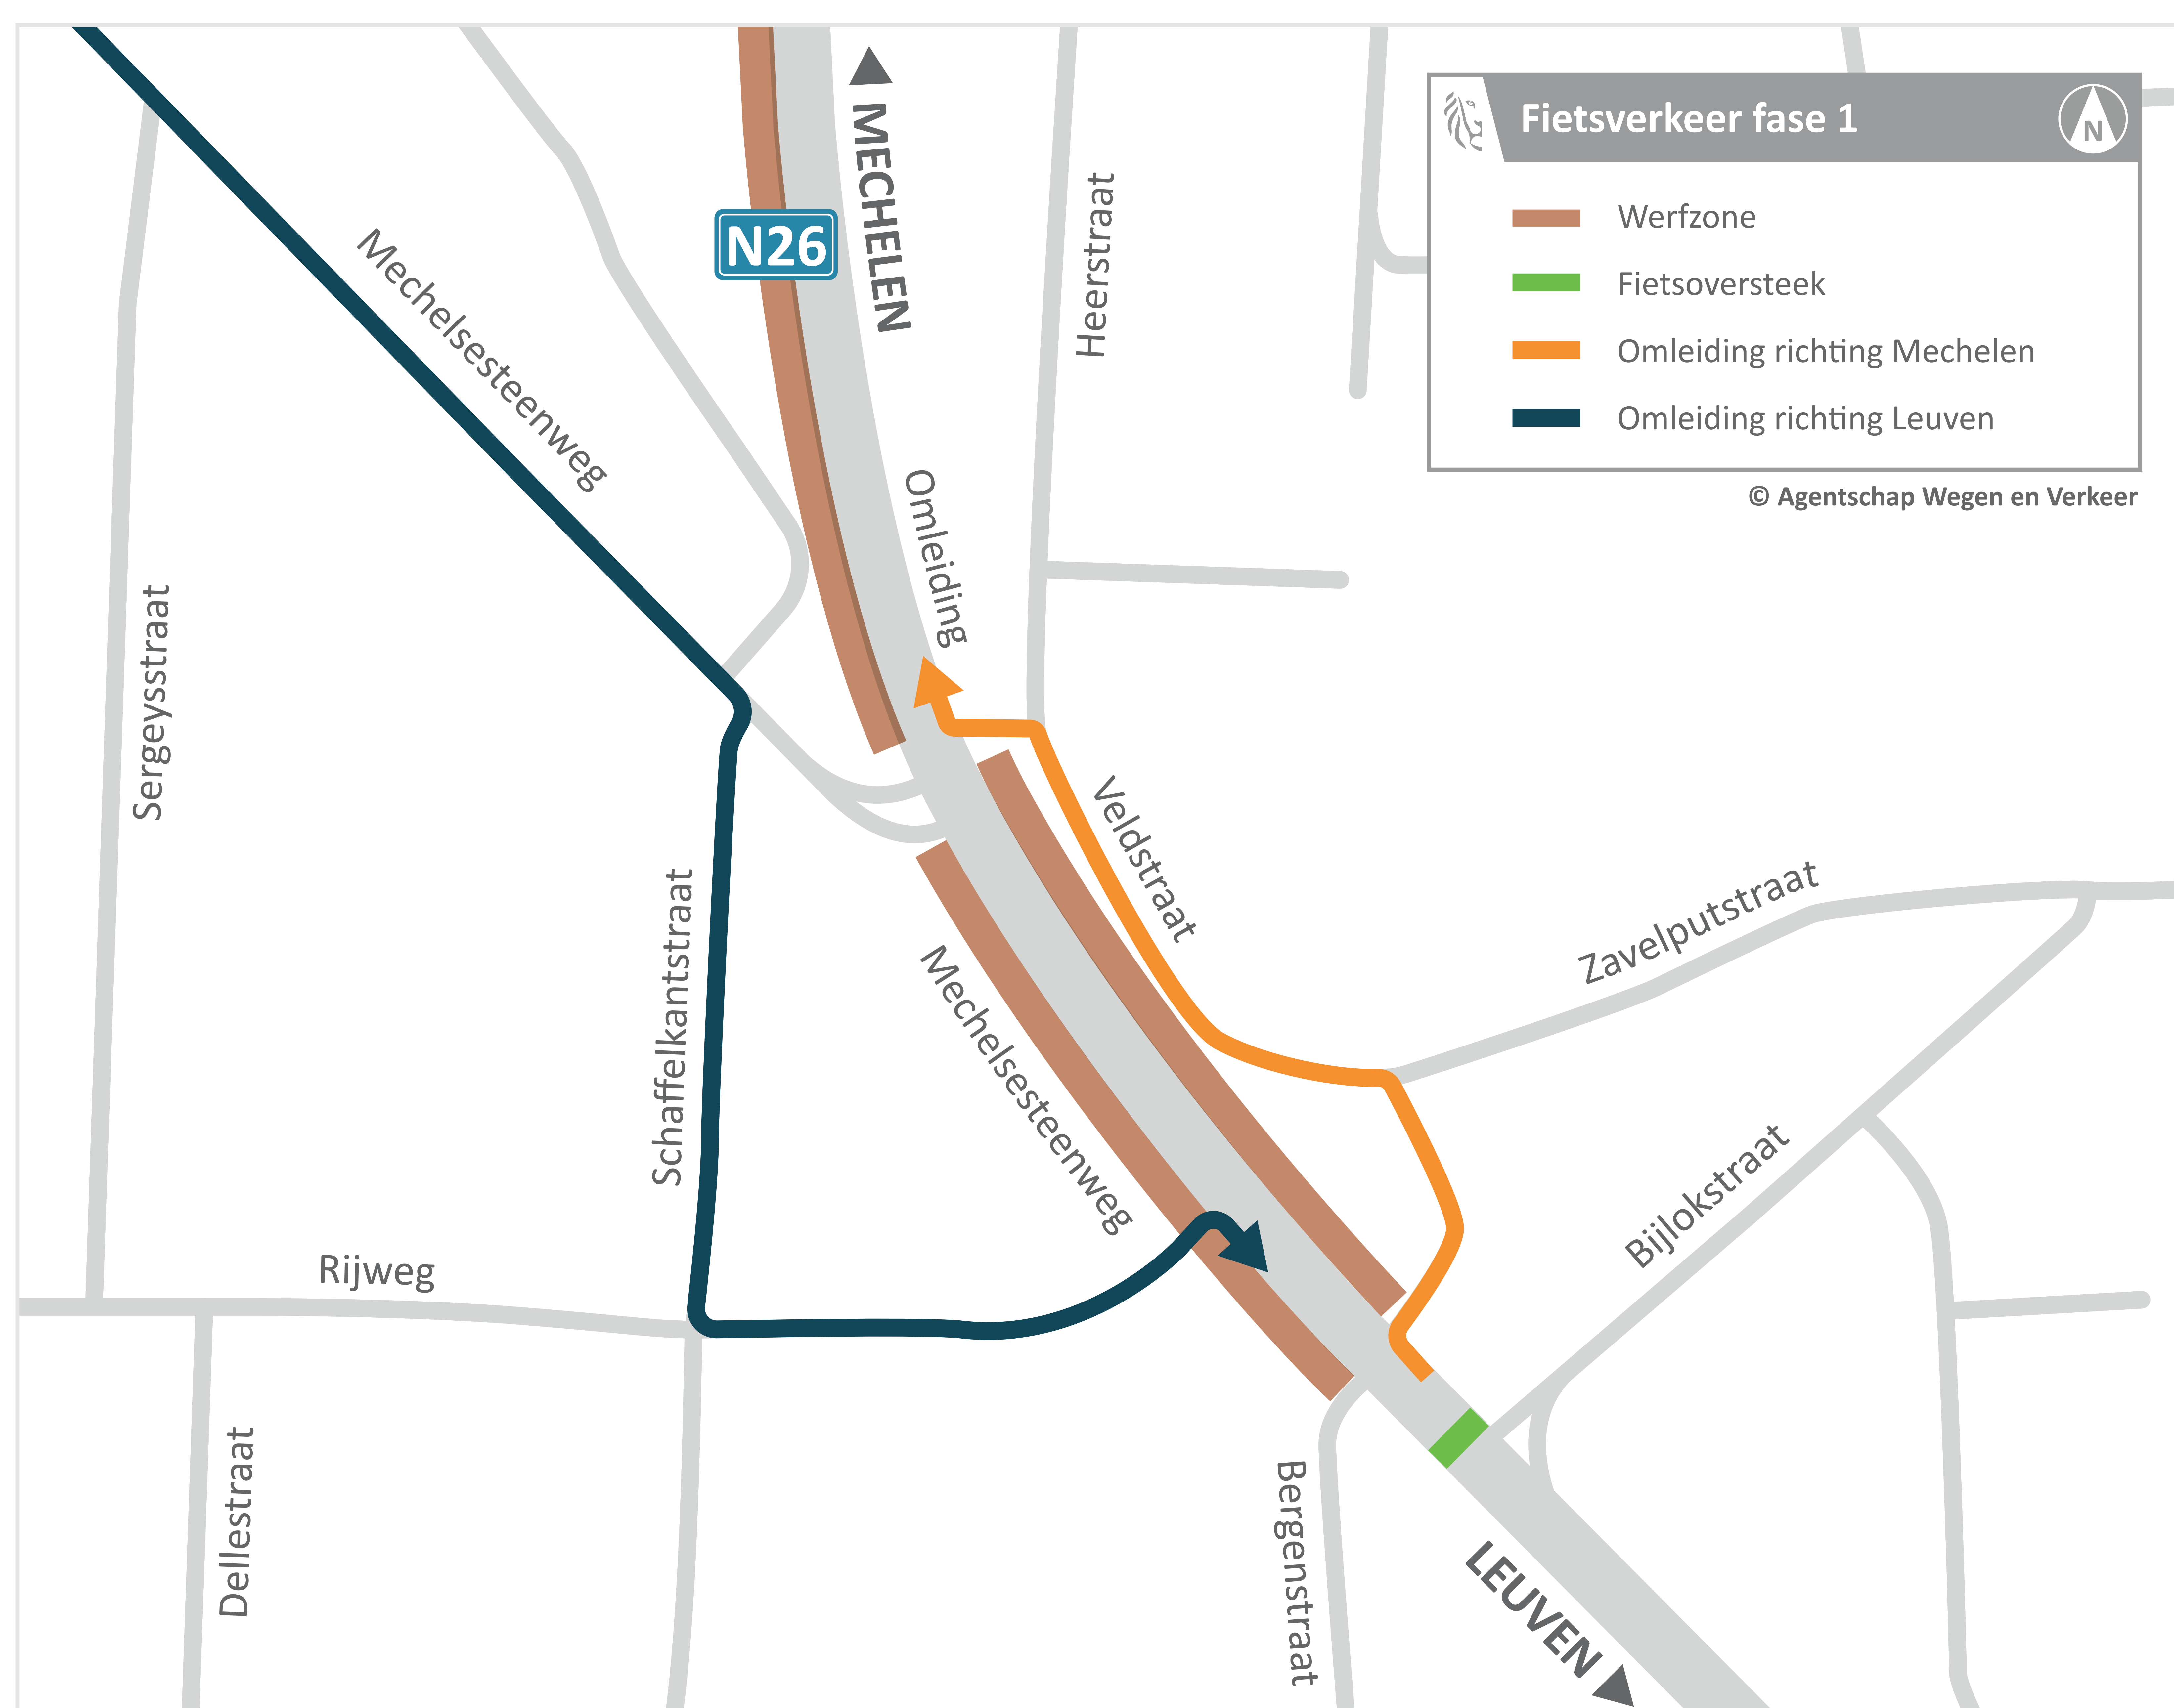 MECHELEN
N26
Heerstraat
Mechelsesteenweg
Fietsverkeer fase 1
N
Werfzone
Fietsoversteek
Omleiding richting Mechelen
Omleiding richting Leuven
© Agentschap Wegen en Verkeer
Omleiding
Sergeysstraat
Veldstraat
Schaffelkantstraat
Mechelsesteenweg
Zavelputstraat
Bijlokstraat
Rijweg
Dellestraat
Bergenstraat
LEUVEN